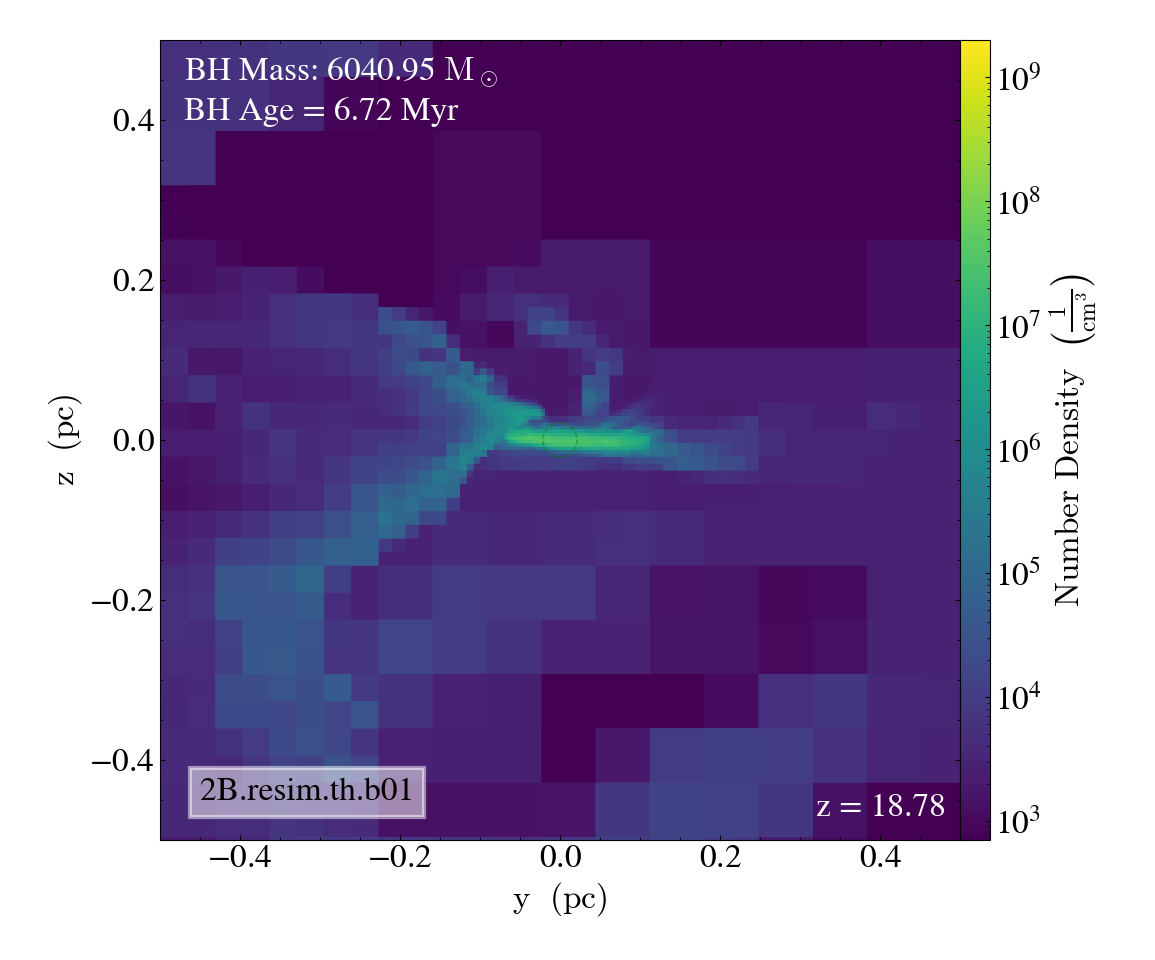 BH Mass: 6040.95 M⊙
BH Age = 6.72 Myr
0.4
0.2
0.0
−0.2
−0.4
z (pc)
2B.resim.th.b01
z = 18.78
−0.4 −0.2 0.0 0.2 0.4
y (pc)
10⁹
10⁸
10⁷
10⁶
10⁵
10⁴
10³
Number Density (1/cm³)